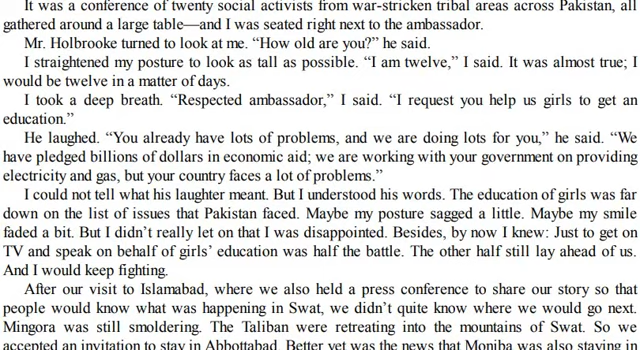 It was a conference of twenty social activists from war-stricken tribal areas across Pakistan, all
gathered around a large table—and I was seated right next to the ambassador.
Mr. Holbrooke turned to look at me. “How old are you?” he said.
I straightened my posture to look as tall as possible. “I am twelve,” I said. It was almost true; I
would be twelve in a matter of days.
I took a deep breath. “Respected ambassador,” I said. “I request you help us girls to get an
education.”
He laughed. “You already have lots of problems, and we are doing lots for you,” he said. “We
have pledged billions of dollars in economic aid; we are working with your government on providing
electricity and gas, but your country faces a lot of problems.”
I could not tell what his laughter meant. But I understood his words. The education of girls was far
down on the list of issues that Pakistan faced. Maybe my posture sagged a little. Maybe my smile
faded a bit. But I didn’t really let on that I was disappointed. Besides, by now I knew: Just to get on
TV and speak on behalf of girls’ education was half the battle. The other half still lay ahead of us.
And I would keep fighting.
After our visit to Islamabad, where we also held a press conference to share our story so that
people would know what was happening in Swat, we didn’t quite know where we would go next.
Mingora was still smoldering. The Taliban were retreating into the mountains of Swat. So we
accepted an invitation to stay in Abbottabad. Better yet was the news that Moniba was also staying in